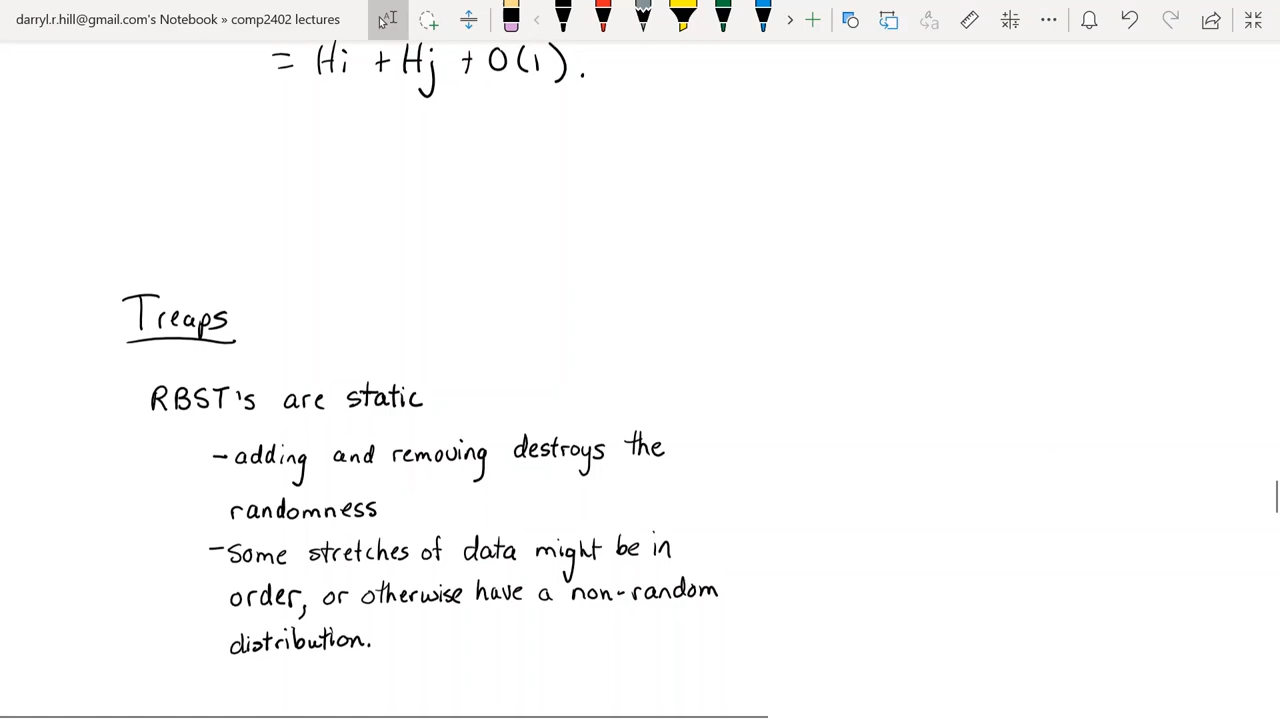 darryl.r.hill@gmail.com's Notebook » comp2402 lectures
= Hi + Hj + O(1).
Treaps
RBST's are static
- adding and removing destroys the
randomness
- Some stretches of data might be in
order, or otherwise have a non-random
distribution.